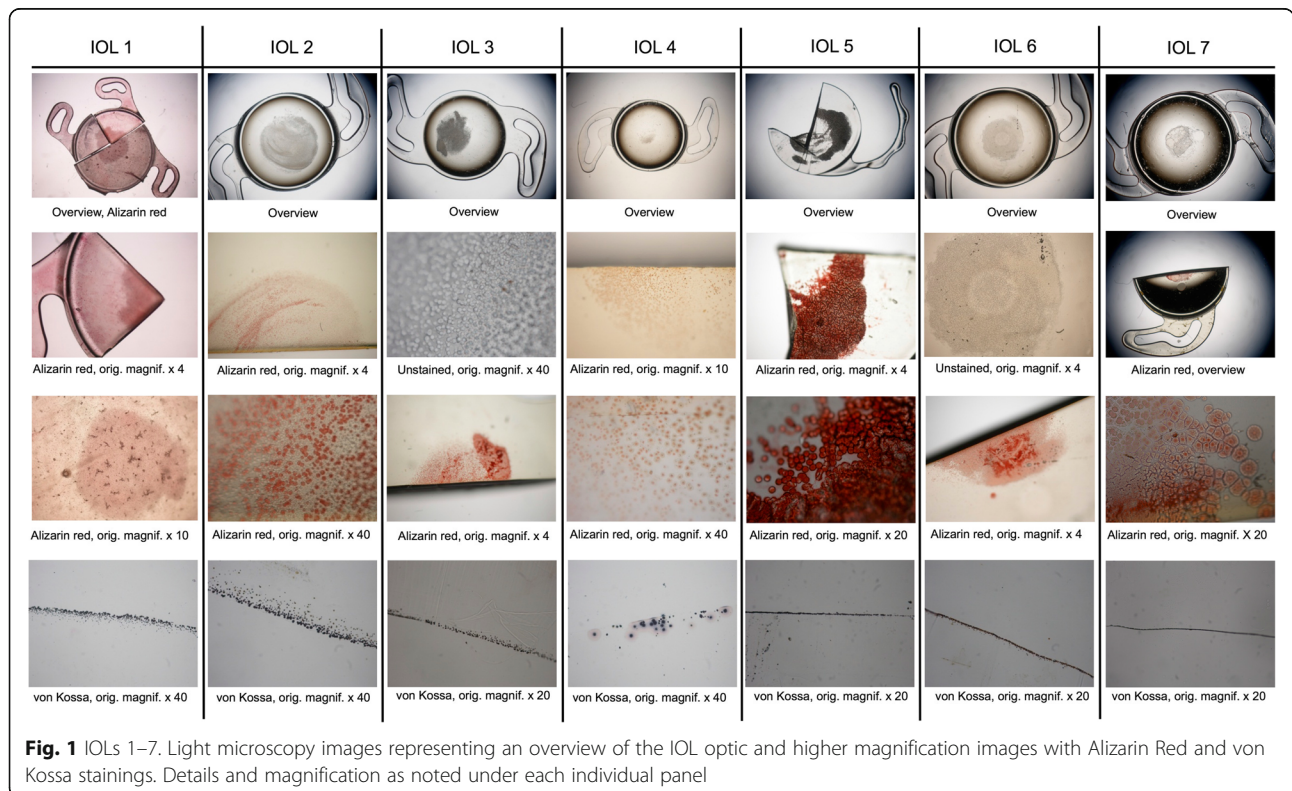 IOL 1 IOL 2 IOL 3 IOL 4 IOL 5 IOL 6 IOL 7
Overview, Alizarin red Overview Overview Overview Overview Overview Overview
Alizarin red, orig. magnif. x 4 Alizarin red, orig. magnif. x 4 Unstained, orig. magnif. x 40 Alizarin red, orig. magnif. x 10 Alizarin red, orig. magnif. x 4 Unstained, orig. magnif. x 4 Alizarin red, overview
Alizarin red, orig. magnif. x 10 Alizarin red, orig. magnif. x 40 Alizarin red, orig. magnif. x 4 Alizarin red, orig. magnif. x 40 Alizarin red, orig. magnif. x 20 Alizarin red, orig. magnif. x 4 Alizarin red, orig. magnif. X 20
von Kossa, orig. magnif. x 40 von Kossa, orig. magnif. x 40 von Kossa, orig. magnif. x 20 von Kossa, orig. magnif. x 40 von Kossa, orig. magnif. x 20 von Kossa, orig. magnif. x 20 von Kossa, orig. magnif. x 20
Fig. 1 IOLs 1–7. Light microscopy images representing an overview of the IOL optic and higher magnification images with Alizarin Red and von
Kossa stainings. Details and magnification as noted under each individual panel